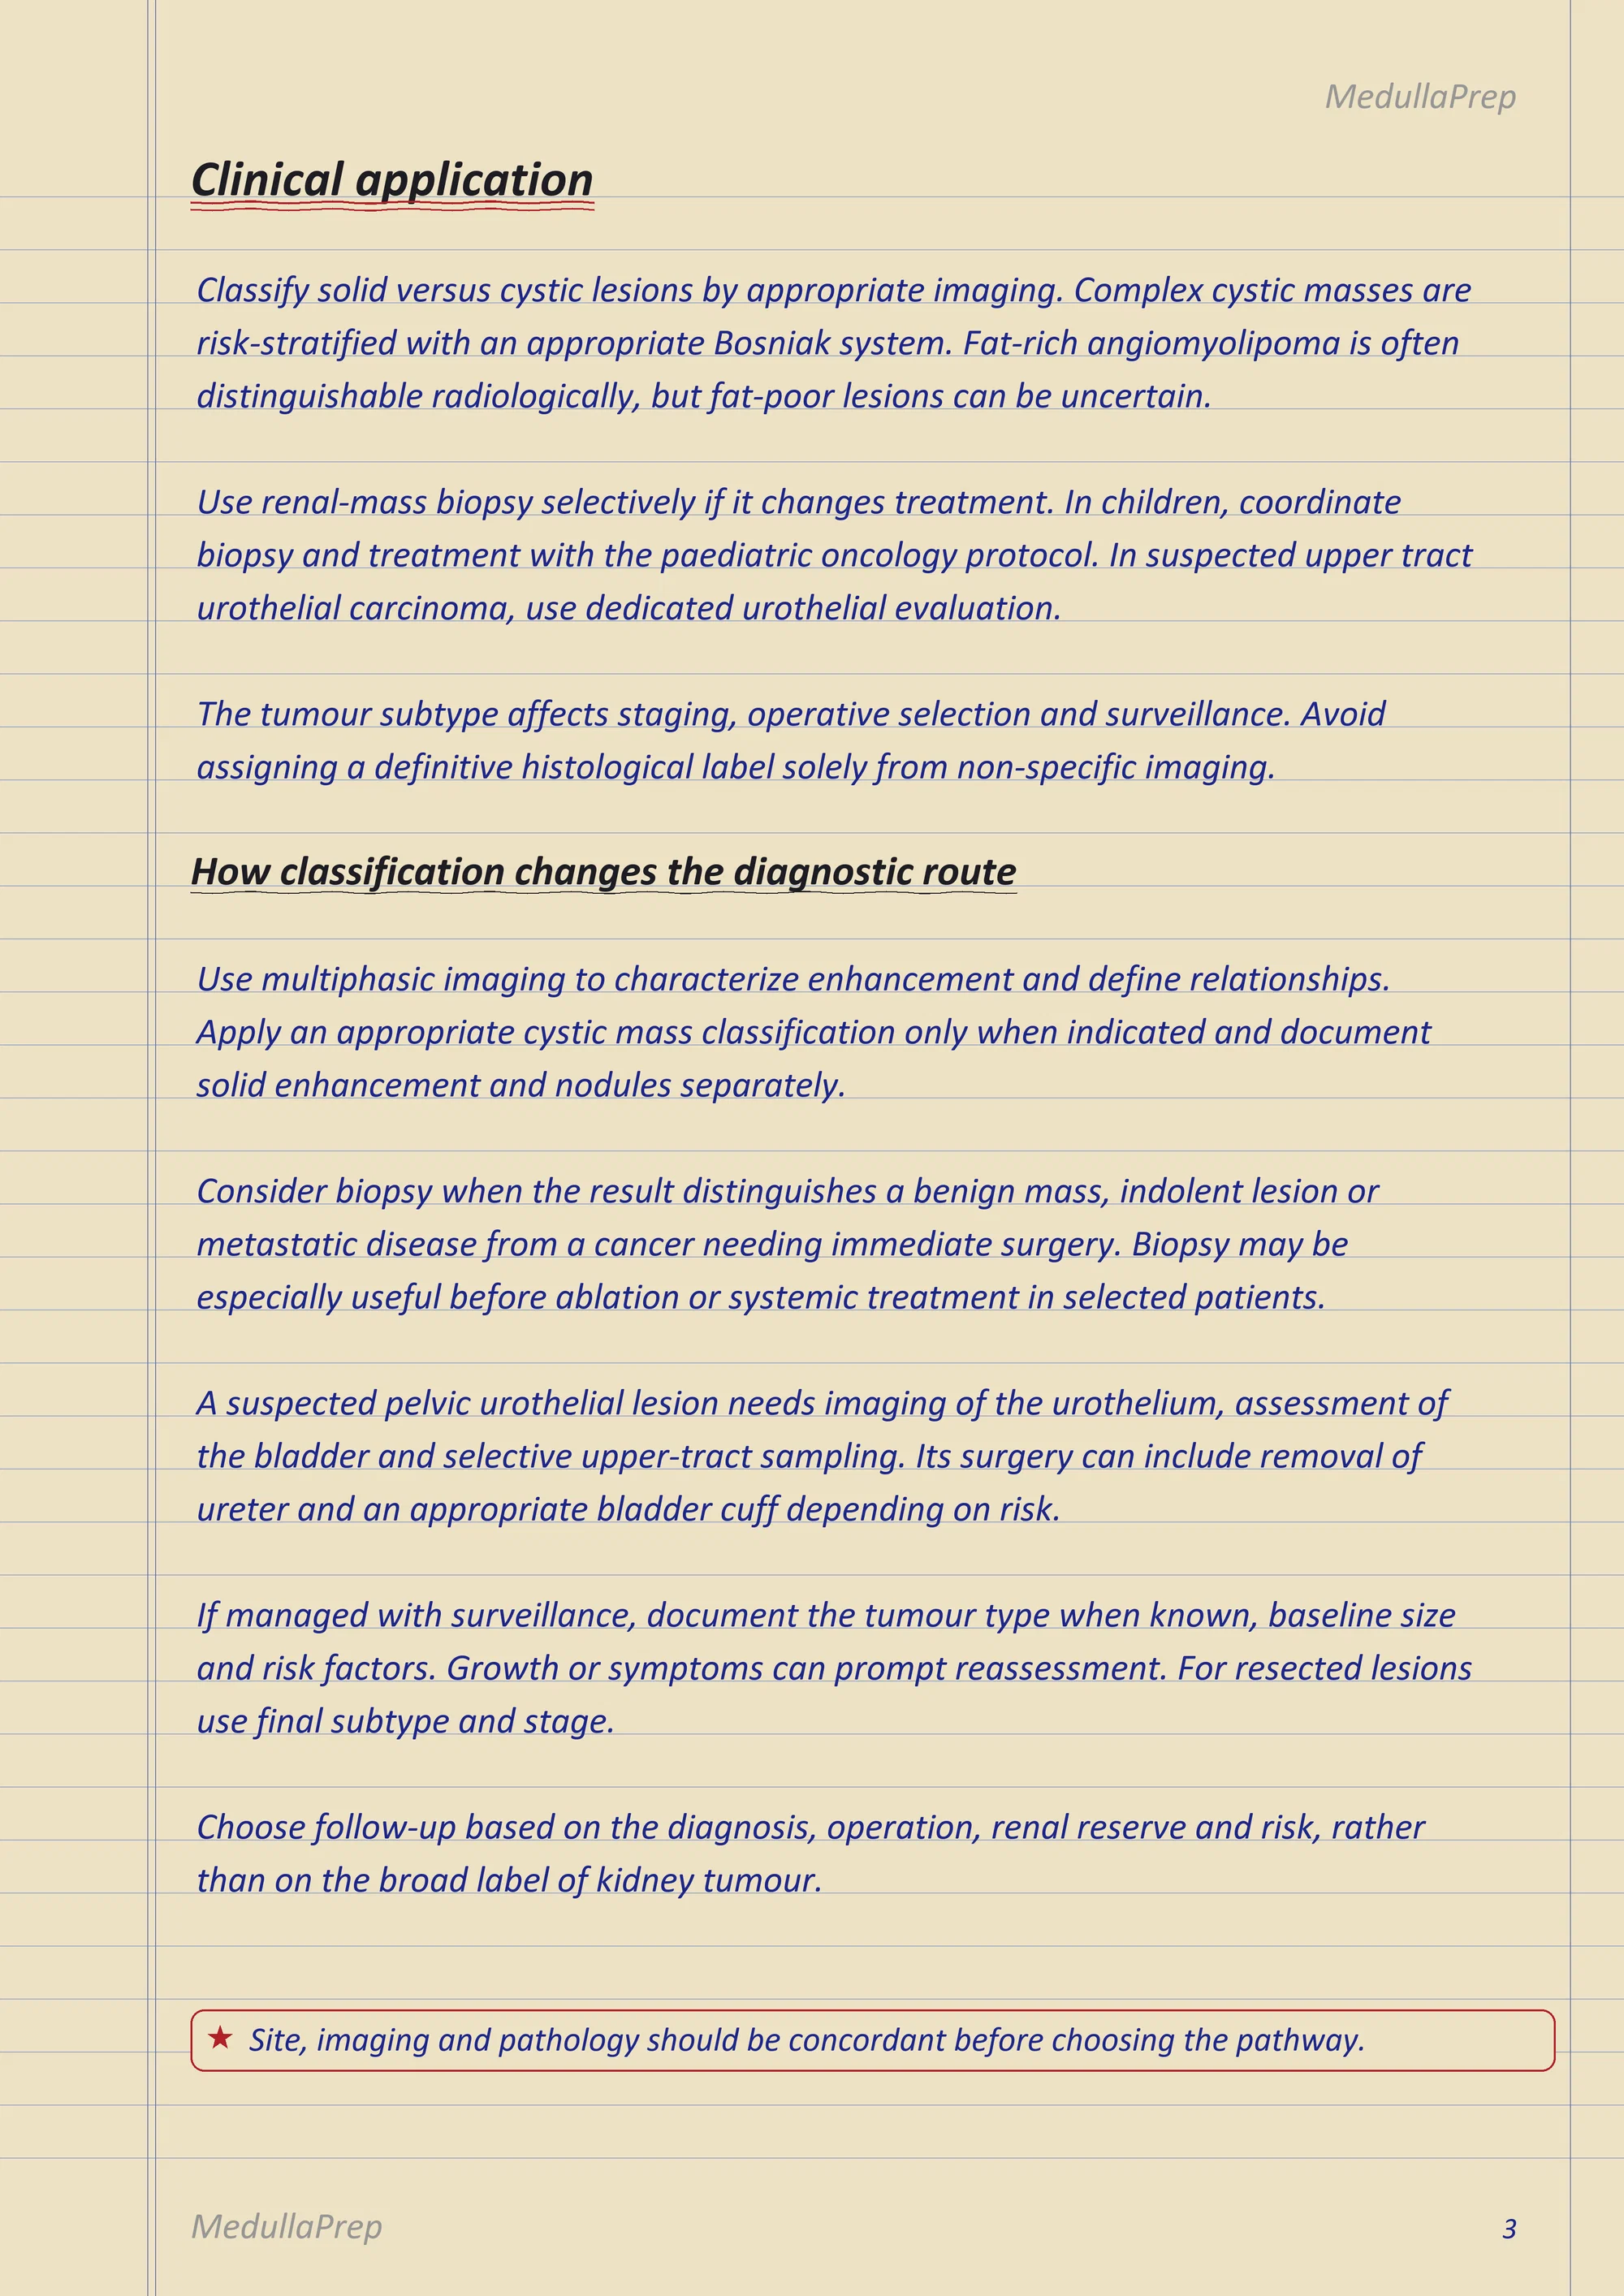 MedullaPrep
Clinical application
Classify solid versus cystic lesions by appropriate imaging. Complex cystic masses are
risk-stratified with an appropriate Bosniak system. Fat-rich angiomyolipoma is often
distinguishable radiologically, but fat-poor lesions can be uncertain.
Use renal-mass biopsy selectively if it changes treatment. In children, coordinate
biopsy and treatment with the paediatric oncology protocol. In suspected upper tract
urothelial carcinoma, use dedicated urothelial evaluation.
The tumour subtype affects staging, operative selection and surveillance. Avoid
assigning a definitive histological label solely from non-specific imaging.
How classification changes the diagnostic route
Use multiphasic imaging to characterize enhancement and define relationships.
Apply an appropriate cystic mass classification only when indicated and document
solid enhancement and nodules separately.
Consider biopsy when the result distinguishes a benign mass, indolent lesion or
metastatic disease from a cancer needing immediate surgery. Biopsy may be
especially useful before ablation or systemic treatment in selected patients.
A suspected pelvic urothelial lesion needs imaging of the urothelium, assessment of
the bladder and selective upper-tract sampling. Its surgery can include removal of
ureter and an appropriate bladder cuff depending on risk.
If managed with surveillance, document the tumour type when known, baseline size
and risk factors. Growth or symptoms can prompt reassessment. For resected lesions
use final subtype and stage.
Choose follow-up based on the diagnosis, operation, renal reserve and risk, rather
than on the broad label of kidney tumour.
★ Site, imaging and pathology should be concordant before choosing the pathway.
MedullaPrep
3